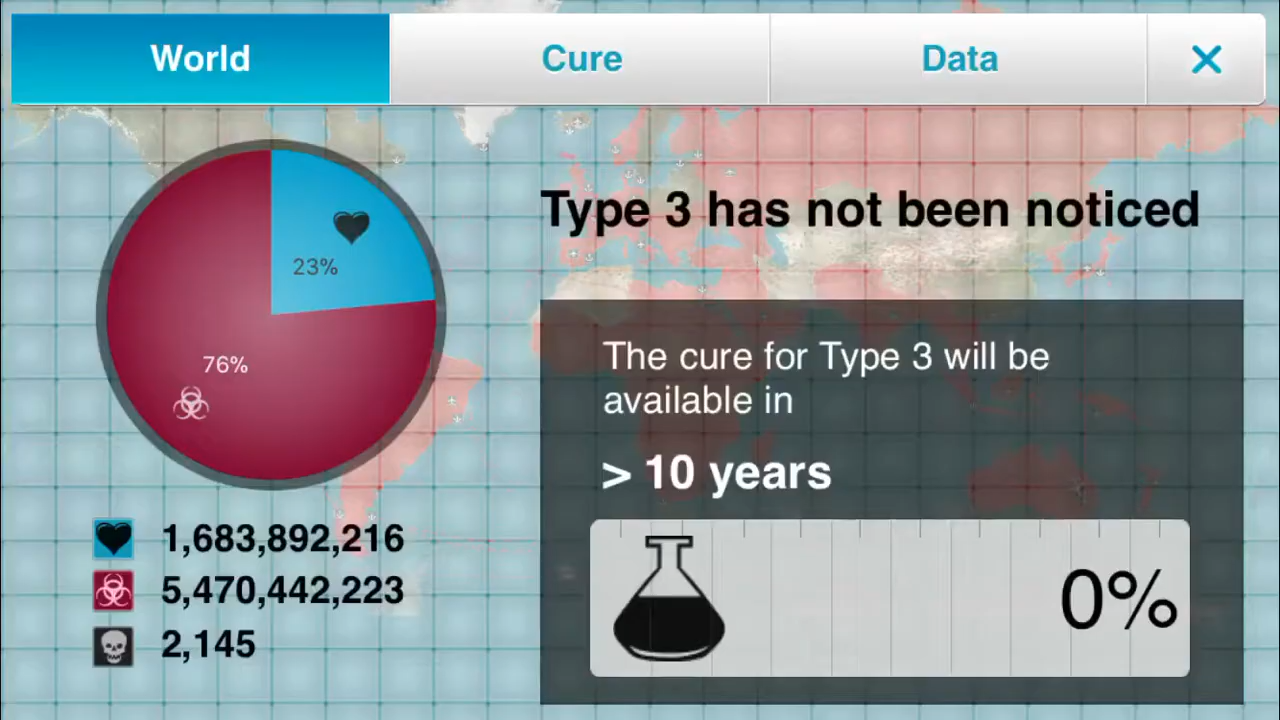 World
Cure
Data
Type 3 has not been noticed
23%
76%
The cure for Type 3 will be
available in
> 10 years
0%
1,683,892,216
5,470,442,223
2,145